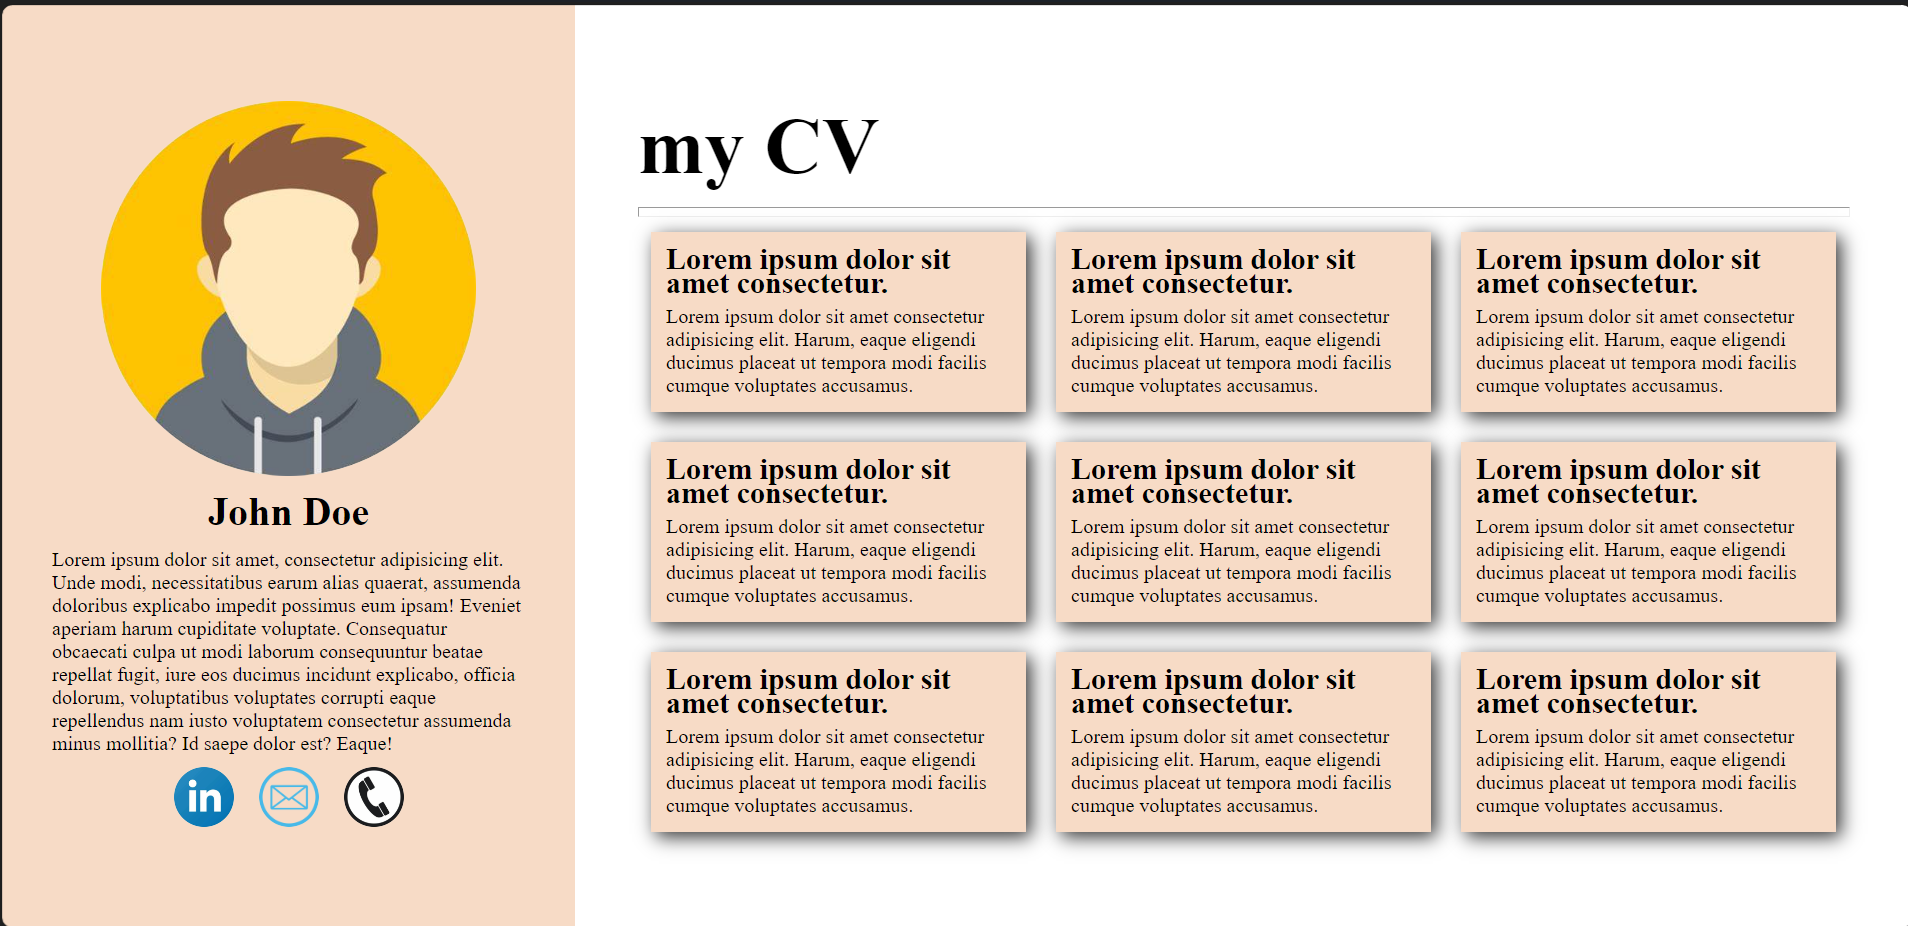 John Doe
Lorem ipsum dolor sit amet, consectetur adipisicing elit.
Unde modi, necessitatibus earum alias quaerat, assumenda
doloribus explicabo impedit possimus eum ipsam! Eveniet
aperiam harum cupiditate voluptate. Consequatur
obcaecati culpa ut modi laborum consequuntur beatae
repellat fugit, iure eos ducimus incidunt explicabo, officia
dolorum, voluptatibus voluptates corrupti eaque
repellendus nam iusto voluptatem consectetur assumenda
minus mollitia? Id saepe dolor est? Eaque!
in
my CV
Lorem ipsum dolor sit
amet consectetur.
Lorem ipsum dolor sit amet consectetur
adipisicing elit. Harum, eaque eligendi
ducimus placeat ut tempora modi facilis
cumque voluptates accusamus.
Lorem ipsum dolor sit
amet consectetur.
Lorem ipsum dolor sit amet consectetur
adipisicing elit. Harum, eaque eligendi
ducimus placeat ut tempora modi facilis
cumque voluptates accusamus.
Lorem ipsum dolor sit
amet consectetur.
Lorem ipsum dolor sit amet consectetur
adipisicing elit. Harum, eaque eligendi
ducimus placeat ut tempora modi facilis
cumque voluptates accusamus.
Lorem ipsum dolor sit
amet consectetur.
Lorem ipsum dolor sit amet consectetur
adipisicing elit. Harum, eaque eligendi
ducimus placeat ut tempora modi facilis
cumque voluptates accusamus.
Lorem ipsum dolor sit
amet consectetur.
Lorem ipsum dolor sit amet consectetur
adipisicing elit. Harum, eaque eligendi
ducimus placeat ut tempora modi facilis
cumque voluptates accusamus.
Lorem ipsum dolor sit
amet consectetur.
Lorem ipsum dolor sit amet consectetur
adipisicing elit. Harum, eaque eligendi
ducimus placeat ut tempora modi facilis
cumque voluptates accusamus.
Lorem ipsum dolor sit
amet consectetur.
Lorem ipsum dolor sit amet consectetur
adipisicing elit. Harum, eaque eligendi
ducimus placeat ut tempora modi facilis
cumque voluptates accusamus.
Lorem ipsum dolor sit
amet consectetur.
Lorem ipsum dolor sit amet consectetur
adipisicing elit. Harum, eaque eligendi
ducimus placeat ut tempora modi facilis
cumque voluptates accusamus.
Lorem ipsum dolor sit
amet consectetur.
Lorem ipsum dolor sit amet consectetur
adipisicing elit. Harum, eaque eligendi
ducimus placeat ut tempora modi facilis
cumque voluptates accusamus.